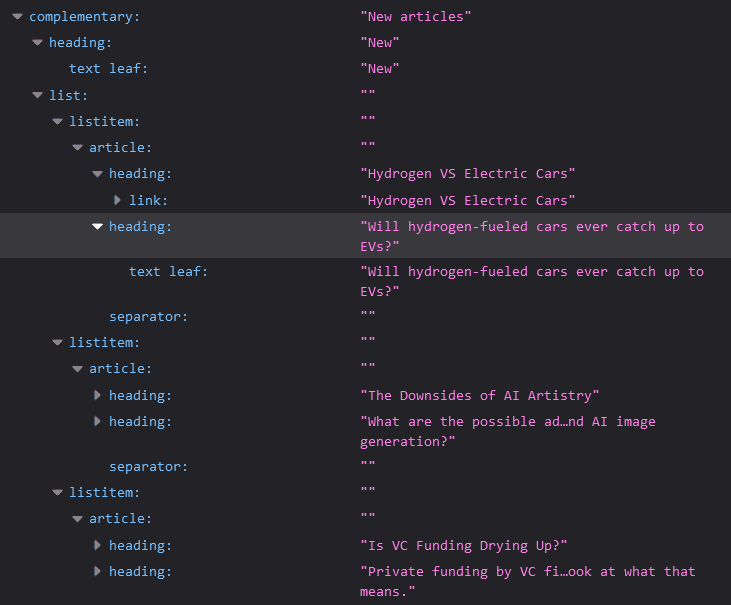 complementary: "New articles"
heading: "New"
text leaf: "New"
list: ""
listitem: ""
article: ""
heading: "Hydrogen VS Electric Cars"
link: "Hydrogen VS Electric Cars"
heading: "Will hydrogen-fueled cars ever catch up to
EVs?"
text leaf: "Will hydrogen-fueled cars ever catch up to
EVs?"
separator: ""
listitem: ""
article: ""
heading: "The Downsides of AI Artistry"
heading: "What are the possible ad…nd AI image
generation?"
separator: ""
listitem: ""
article: ""
heading: "Is VC Funding Drying Up?"
heading: "Private funding by VC fi…ook at what that
means."